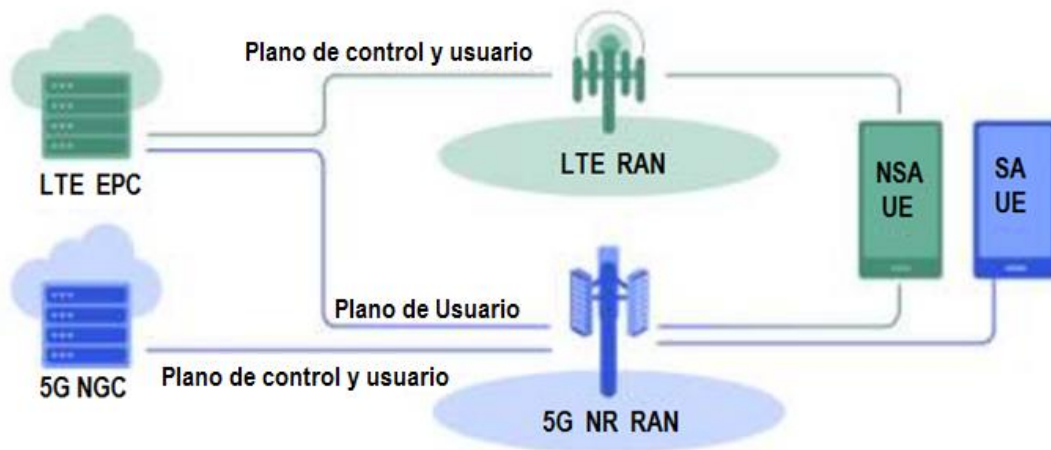 Plano de control y usuario
LTE EPC
LTE RAN
NSA
UE
SA
UE
Plano de Usuario
5G NGC
Plano de control y usuario
5G NR RAN